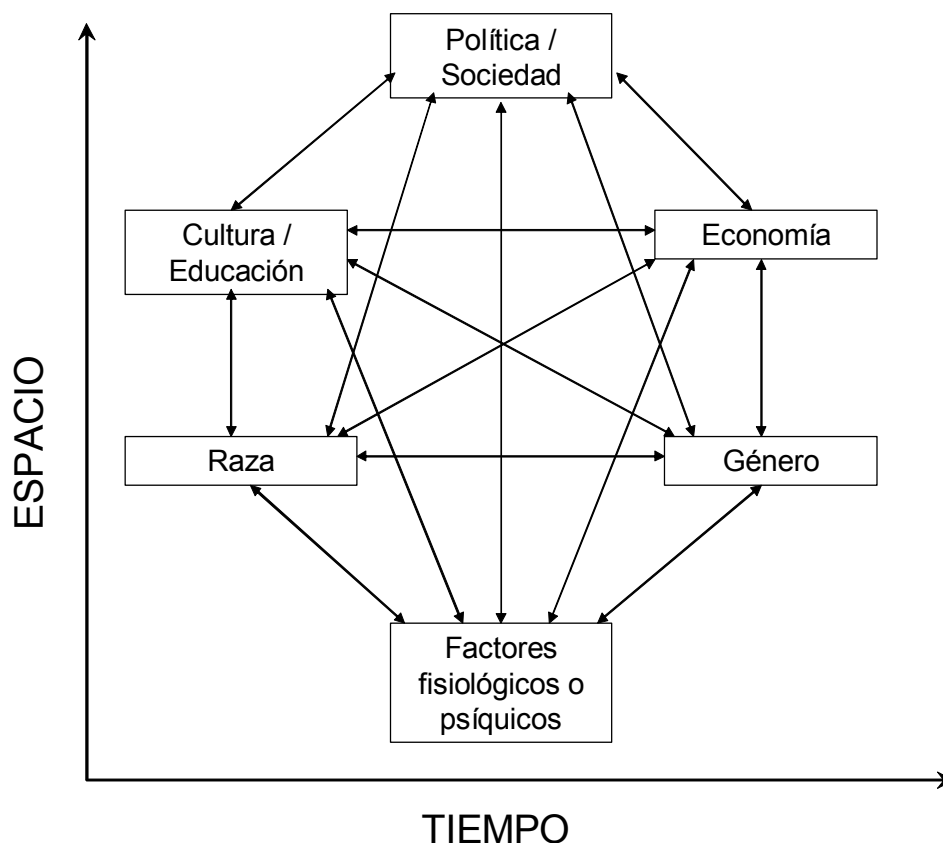 Política /
Sociedad
Cultura /
Educación
Economía
ESPACIO
Raza
Género
Factores
fisiológicos o
psíquicos
TIEMPO